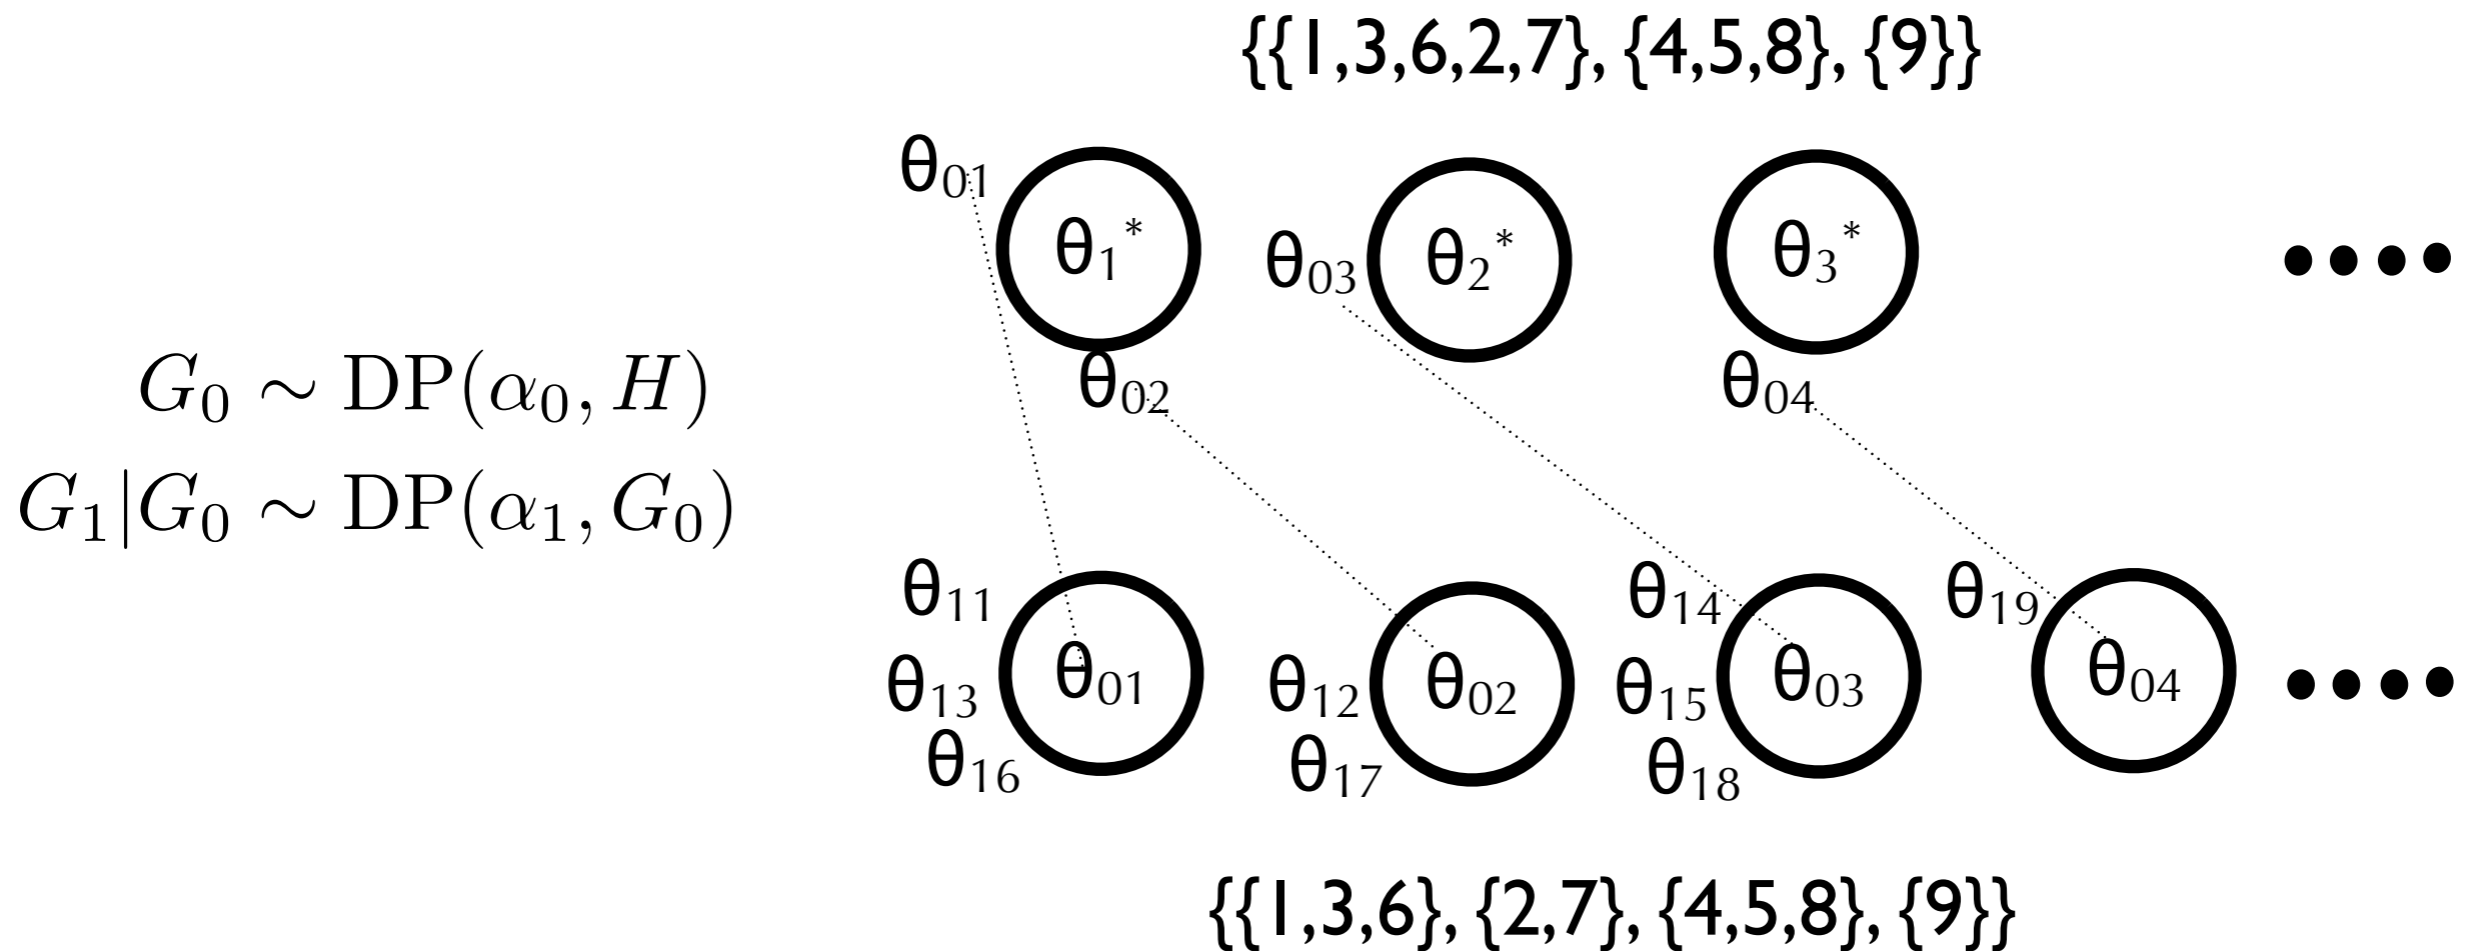 {{1,3,6,2,7}, {4,5,8}, {9}}
θ₀₁
θ₁* θ₀₃ θ₂* θ₃*
θ₀₂ θ₀₄
G₀ ∼ DP(α₀, H)
G₁|G₀ ∼ DP(α₁, G₀)
θ₁₁ θ₁₄ θ₁₉
θ₁₃ θ₀₁ θ₁₂ θ₀₂ θ₁₅ θ₀₃ θ₀₄
θ₁₆ θ₁₇ θ₁₈
{{1,3,6}, {2,7}, {4,5,8}, {9}}